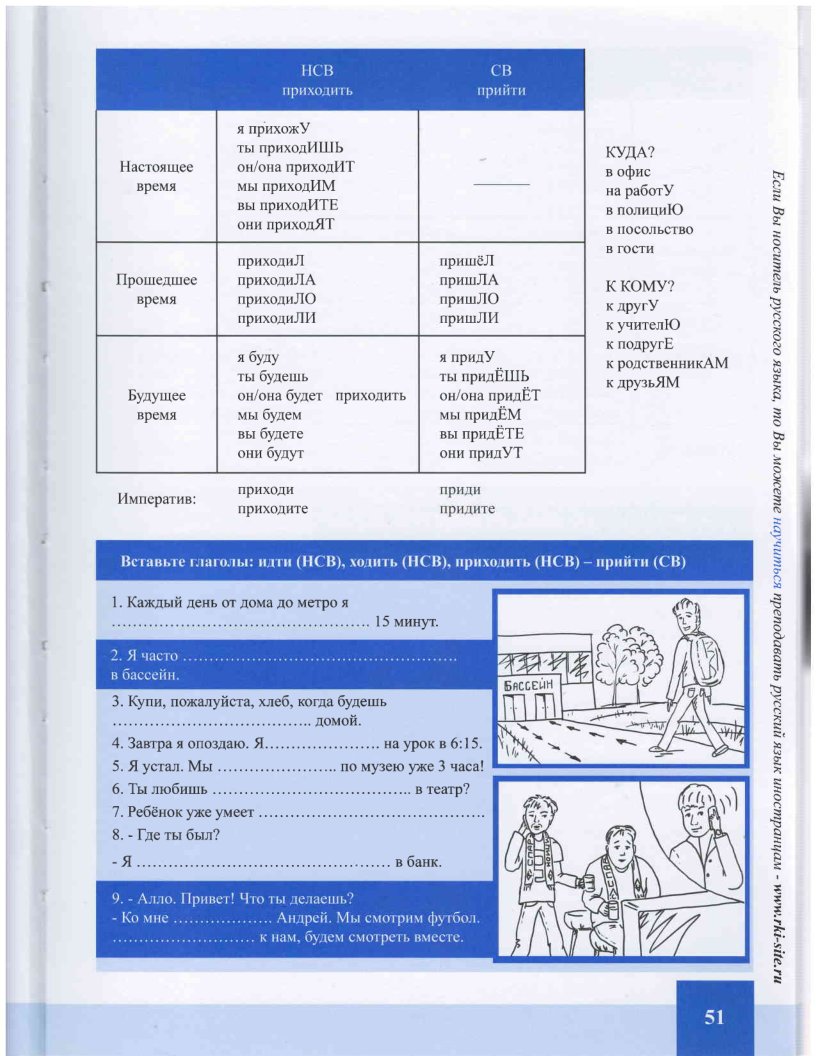 НСВ
приходить
СВ
прийти
Настоящее
время
я прихожУ
ты приходИШЬ
он/она приходИТ
мы приходИМ
вы приходИТЕ
они приходЯТ
Прошедшее
время
приходиЛ
приходиЛА
приходиЛО
приходиЛИ
пришёЛ
пришЛА
пришЛО
пришЛИ
Будущее
время
я буду
ты будешь
он/она будет приходить
мы будем
вы будете
они будут
я придУ
ты придЁШЬ
он/она придЁТ
мы придЁМ
вы придЁТЕ
они придУТ
Императив:
приходи
приходите
приди
придите
КУДА?
в офис
на работУ
в полициЮ
в посольство
в гости
К КОМУ?
к другУ
к учителЮ
к подругЕ
к родственникАМ
к друзьЯМ
Вставьте глаголы: идти (НСВ), ходить (НСВ), приходить (НСВ) – прийти (СВ)
1. Каждый день от дома до метро я
................................................ 15 минут.
2. Я часто ...................................................
в бассейн.
3. Купи, пожалуйста, хлеб, когда будешь
..................................... домой.
4. Завтра я опоздаю. Я...................... на урок в 6:15.
5. Я устал. Мы ....................... по музею уже 3 часа!
6. Ты любишь ...................................... в театр?
7. Ребёнок уже умеет ..........................................
8. - Где ты был?
- Я ................................................ в банк.
9. - Алло. Привет! Что ты делаешь?
- Ко мне ................... Андрей. Мы смотрим футбол.
........................... к нам, будем смотреть вместе.
БАССЕЙН
Если Вы носитель русского языка, то Вы можете научиться преподавать русский язык иностранцам - www.rki-site.ru
51